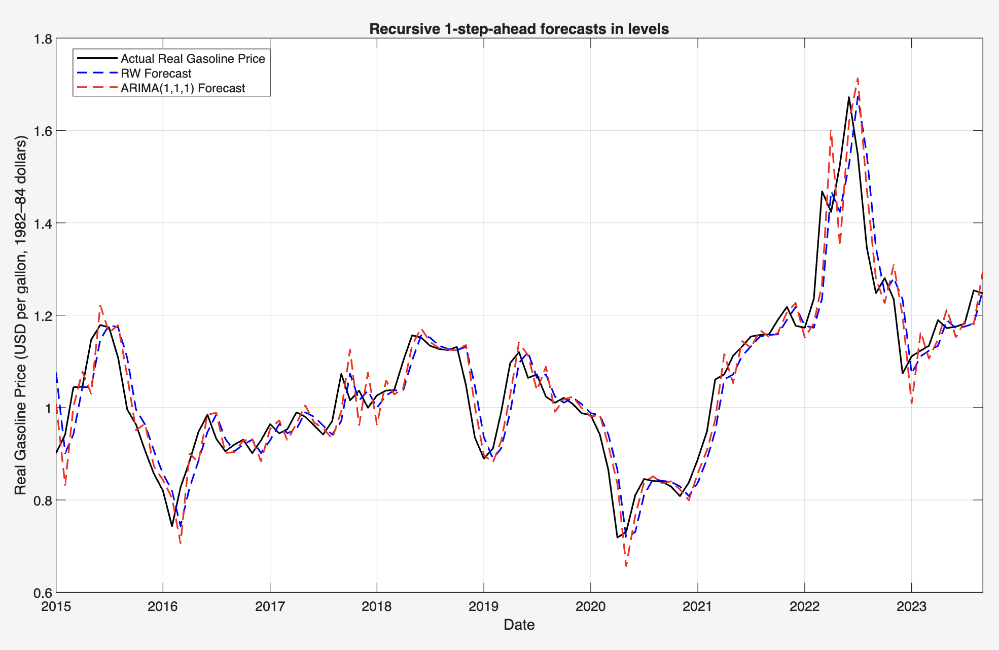 Recursive 1-step-ahead forecasts in levels
1.8
Actual Real Gasoline Price
RW Forecast
ARIMA(1,1,1) Forecast
1.6
1.4
1.2
1
0.8
0.6
Real Gasoline Price (USD per gallon, 1982–84 dollars)
2015 2016 2017 2018 2019 2020 2021 2022 2023
Date